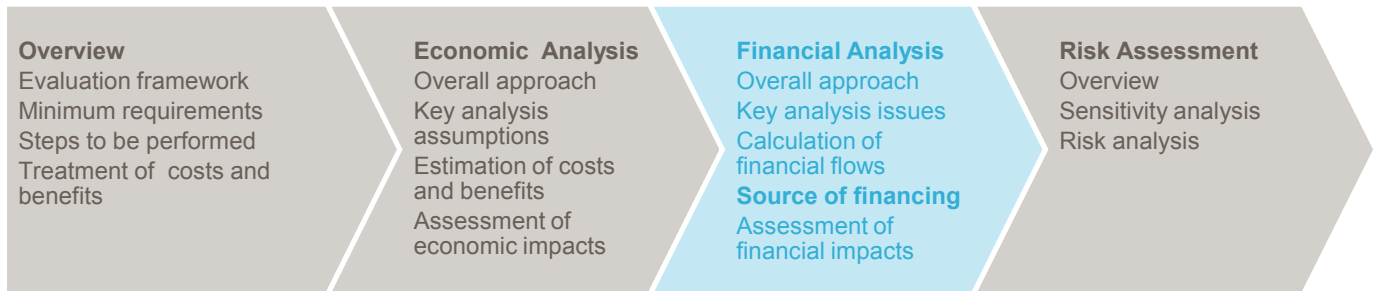 Overview
Evaluation framework
Minimum requirements
Steps to be performed
Treatment of costs and
benefits
Economic Analysis
Overall approach
Key analysis
assumptions
Estimation of costs
and benefits
Assessment of
economic impacts
Financial Analysis
Overall approach
Key analysis issues
Calculation of
financial flows
Source of financing
Assessment of
financial impacts
Risk Assessment
Overview
Sensitivity analysis
Risk analysis